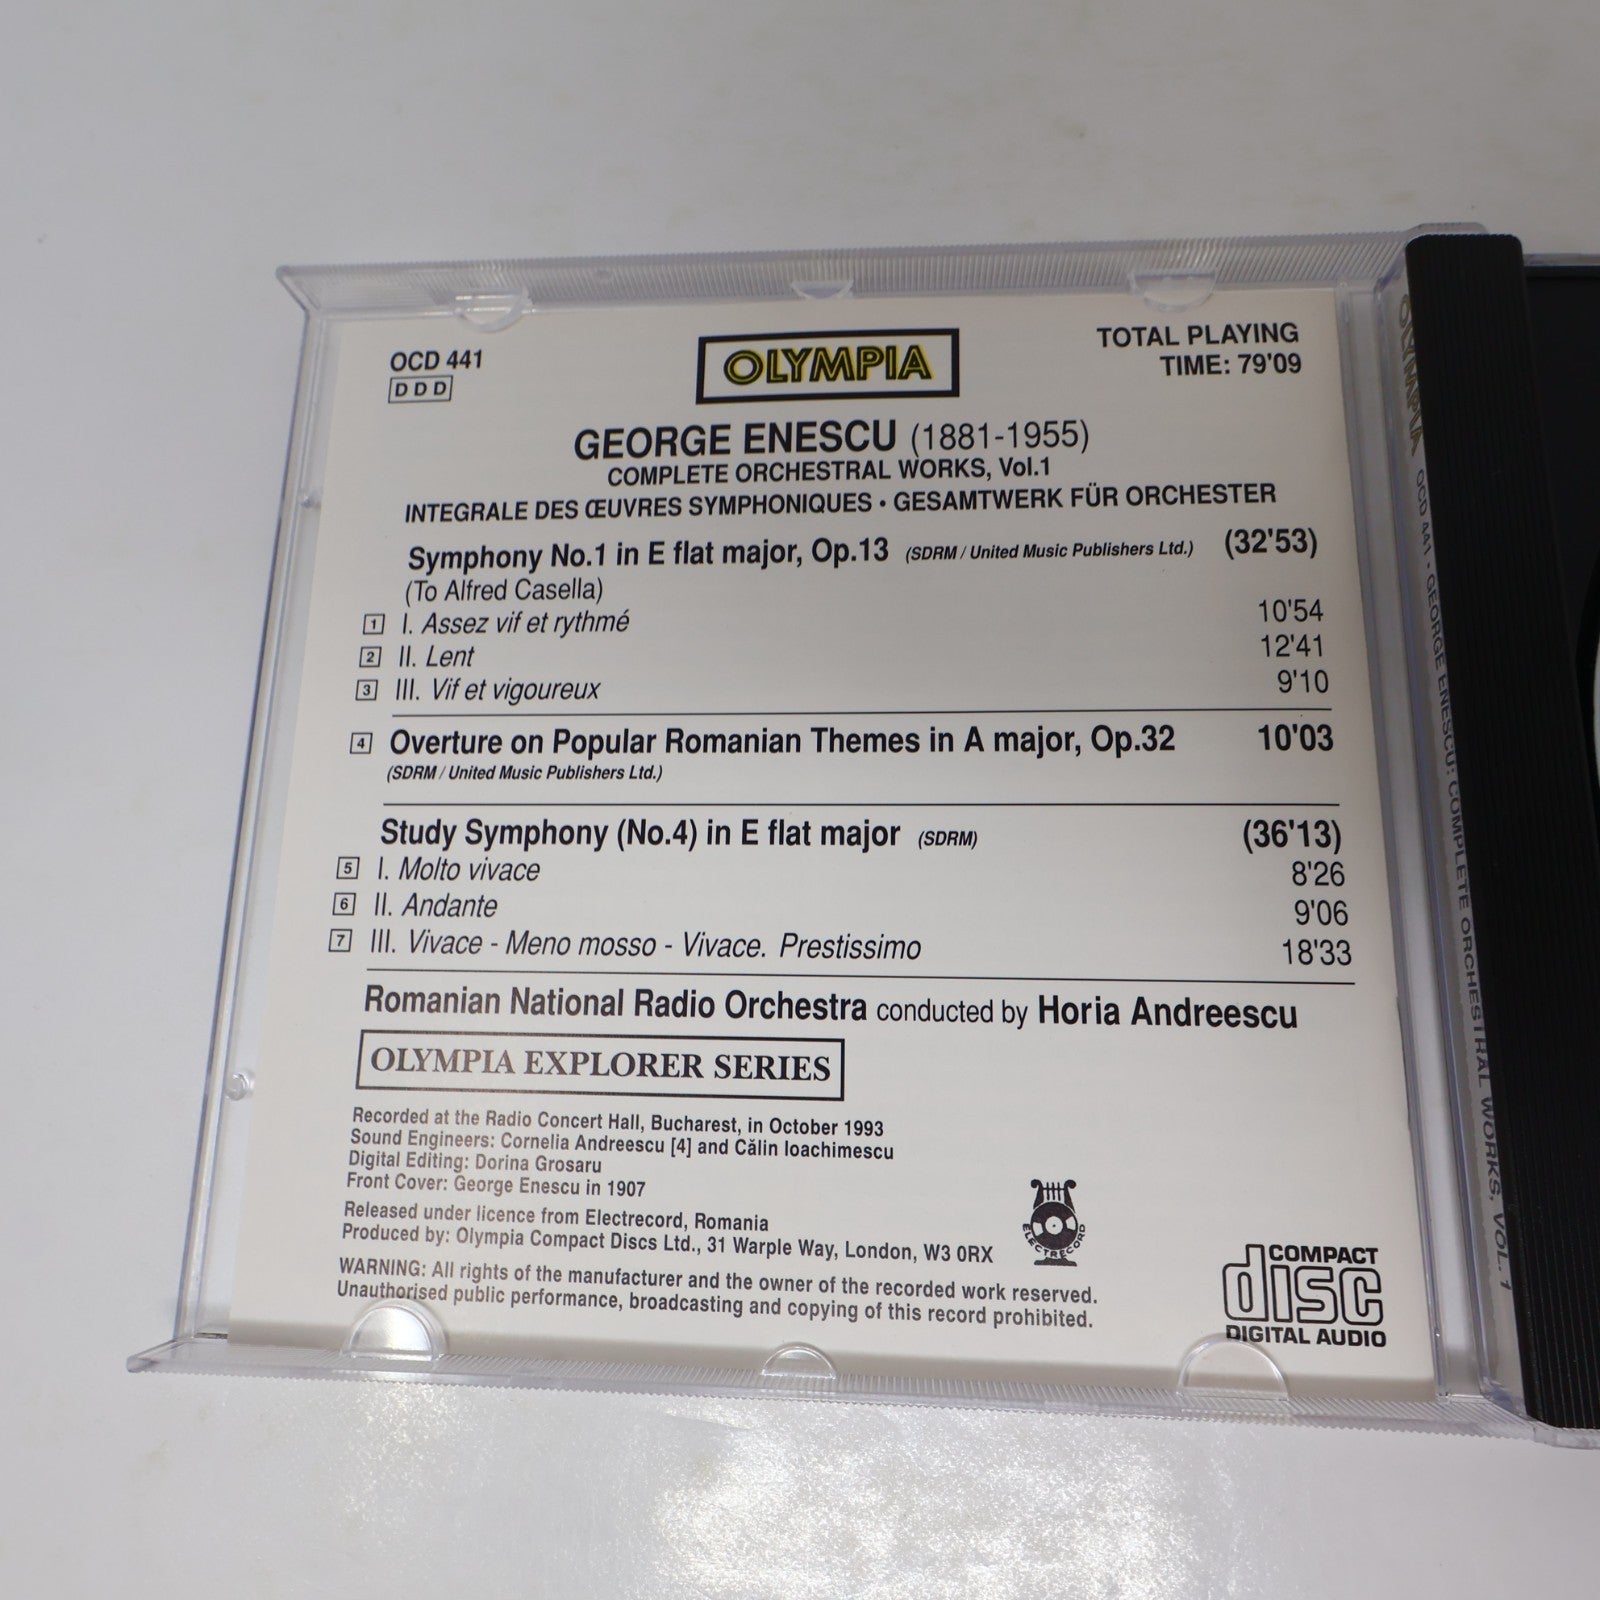 OCD 441
DDD
OLYMPIA
TOTAL PLAYING
TIME: 79'09
GEORGE ENESCU (1881-1955)
COMPLETE ORCHESTRAL WORKS, Vol.1
INTEGRALE DES ŒUVRES SYMPHONIQUES • GESAMTWERK FÜR ORCHESTER
Symphony No.1 in E flat major, Op.13 (SDRM / United Music Publishers Ltd.) (32'53)
(To Alfred Casella)
1 I. Assez vif et rythmé 10'54
2 II. Lent 12'41
3 III. Vif et vigoureux 9'10
4 Overture on Popular Romanian Themes in A major, Op.32 10'03
(SDRM / United Music Publishers Ltd.)
Study Symphony (No.4) in E flat major (SDRM) (36'13)
5 I. Molto vivace 8'26
6 II. Andante 9'06
7 III. Vivace - Meno mosso - Vivace. Prestissimo 18'33
Romanian National Radio Orchestra conducted by Horia Andreescu
OLYMPIA EXPLORER SERIES
Recorded at the Radio Concert Hall, Bucharest, in October 1993
Sound Engineers: Cornelia Andreescu [4] and Călin Ioachimescu
Digital Editing: Dorina Grosaru
Front Cover: George Enescu in 1907
Released under licence from Electrecord, Romania
Produced by: Olympia Compact Discs Ltd., 31 Warple Way, London, W3 0RX
ELECTRECORD
WARNING: All rights of the manufacturer and the owner of the recorded work reserved.
Unauthorised public performance, broadcasting and copying of this record prohibited.
COMPACT
disc
DIGITAL AUDIO
OLYMPIA OCD 441 • GEORGE ENESCU: COMPLETE ORCHESTRAL WORKS, VOL. 1